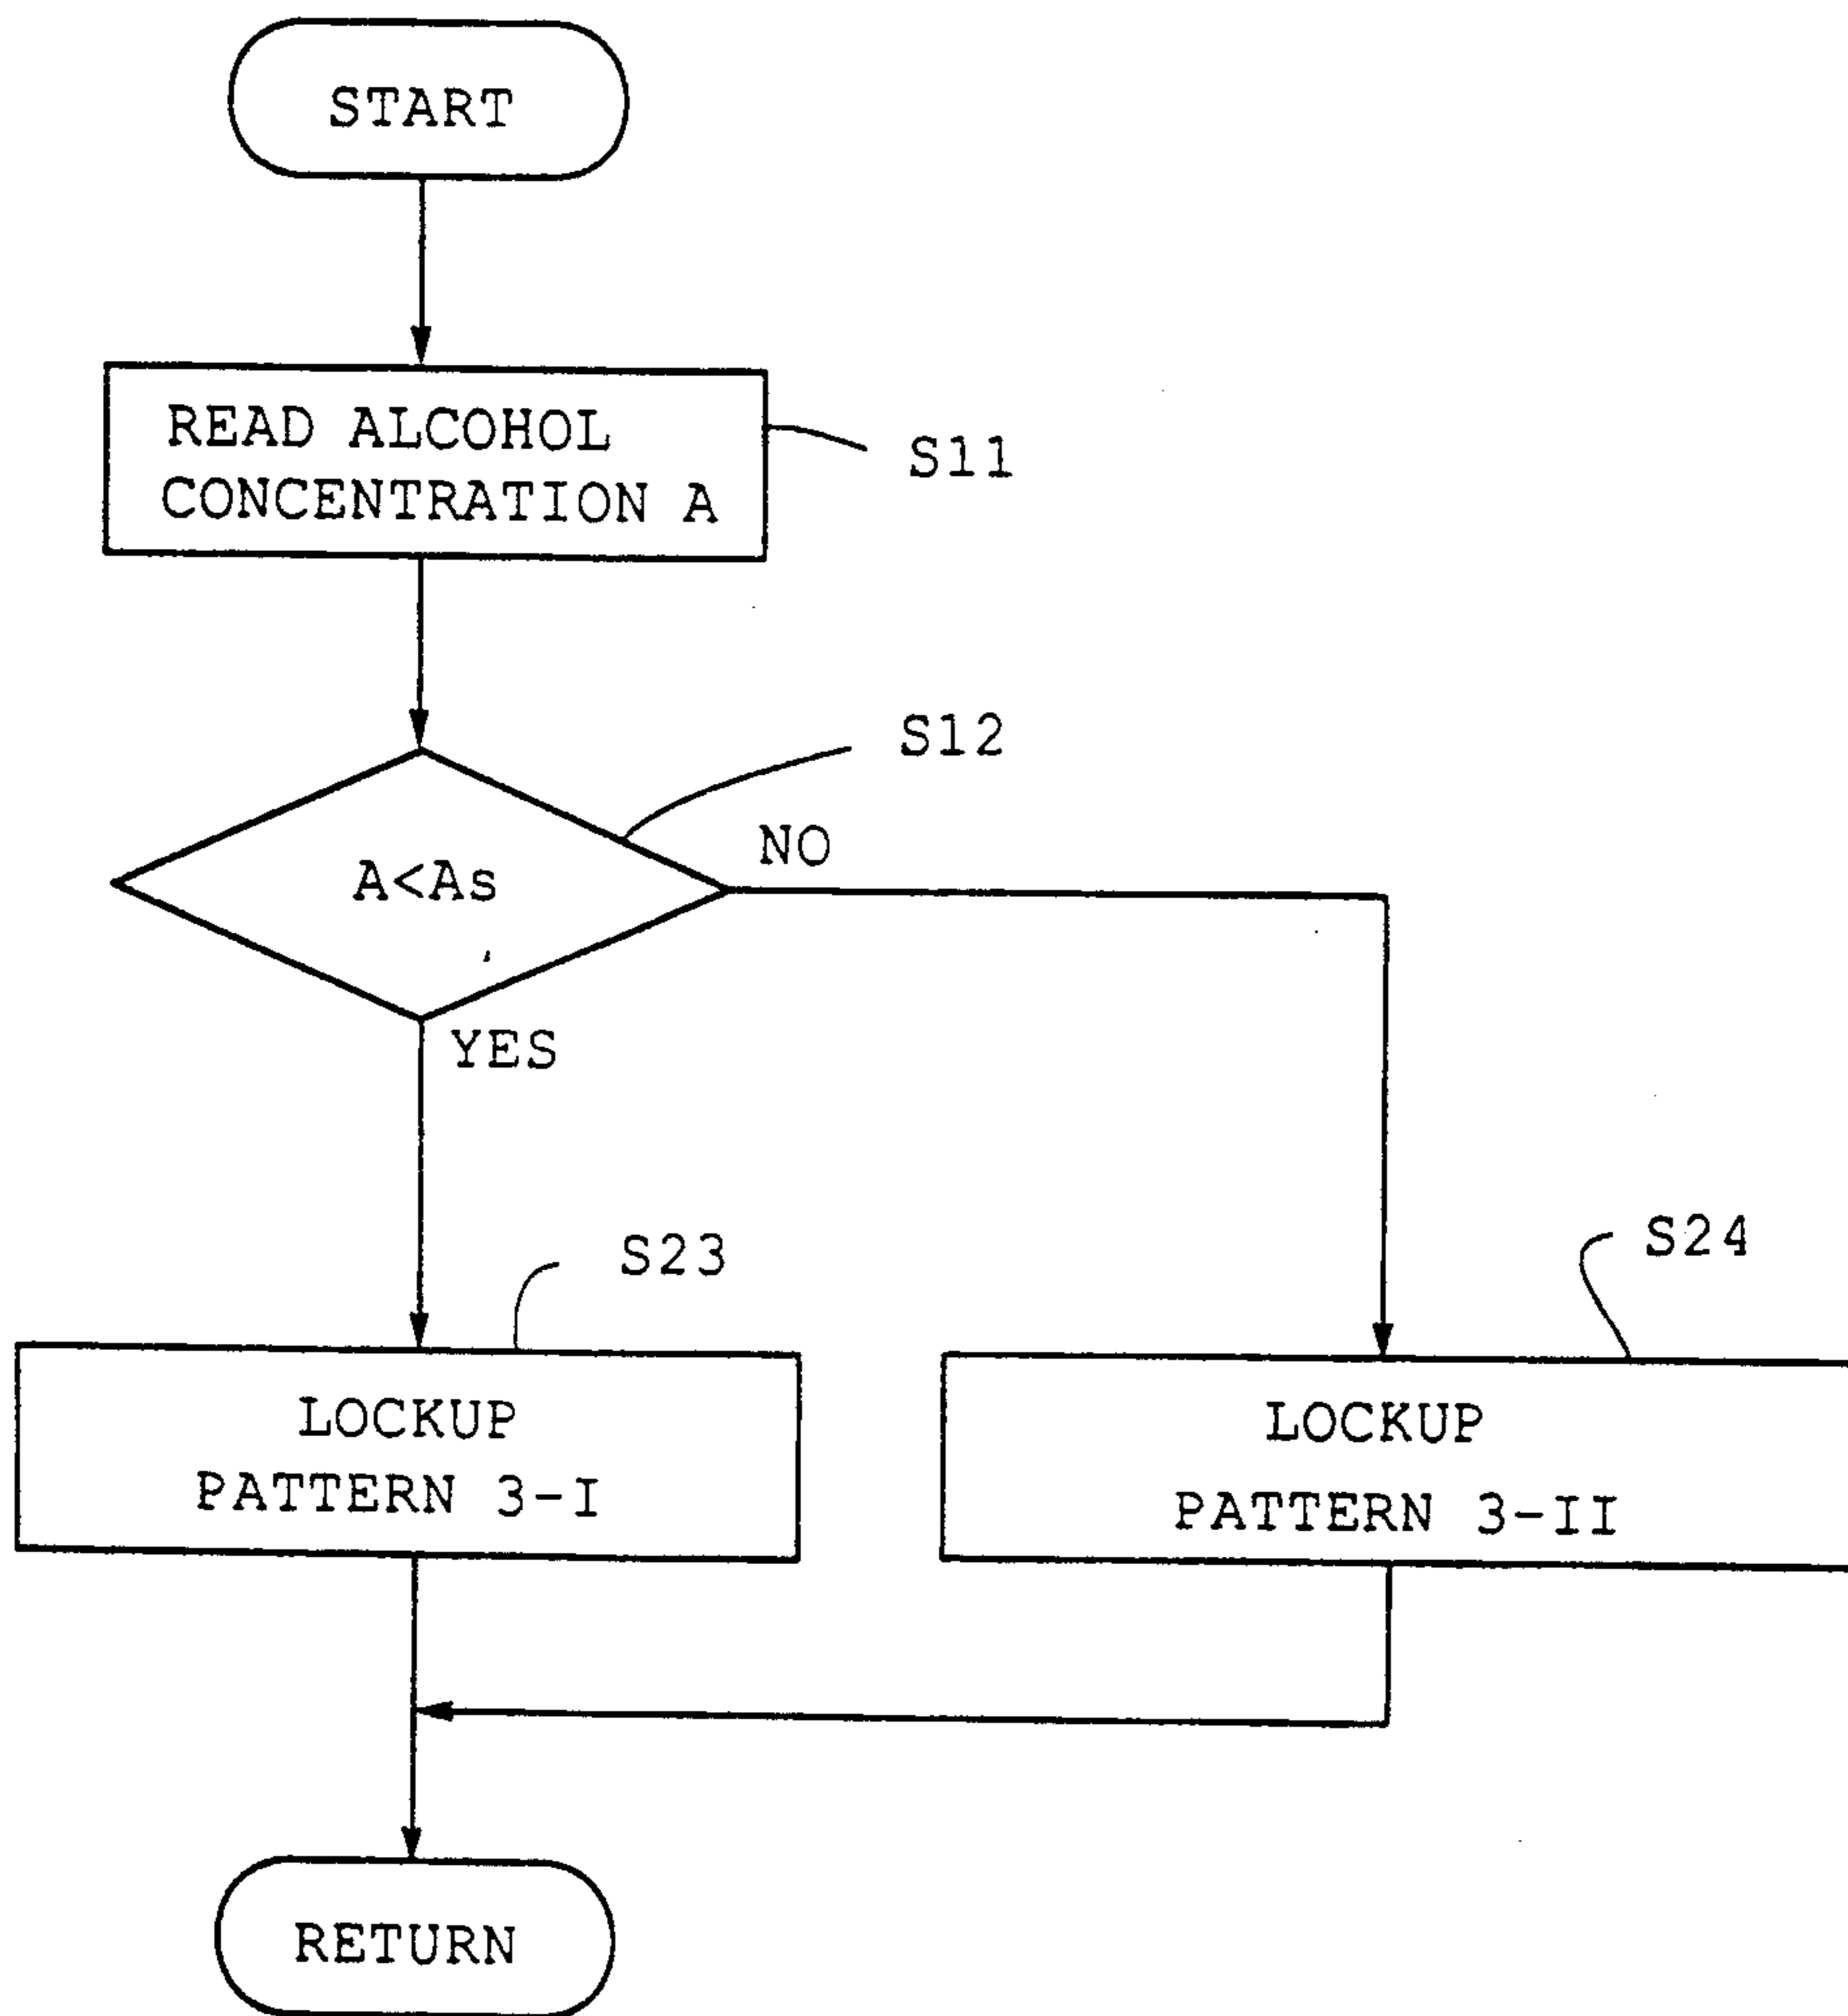 START
READ ALCOHOL
CONCENTRATION A
S11
S12
A<As
NO
YES
S23
S24
LOCKUP
PATTERN 3-I
LOCKUP
PATTERN 3-II
RETURN